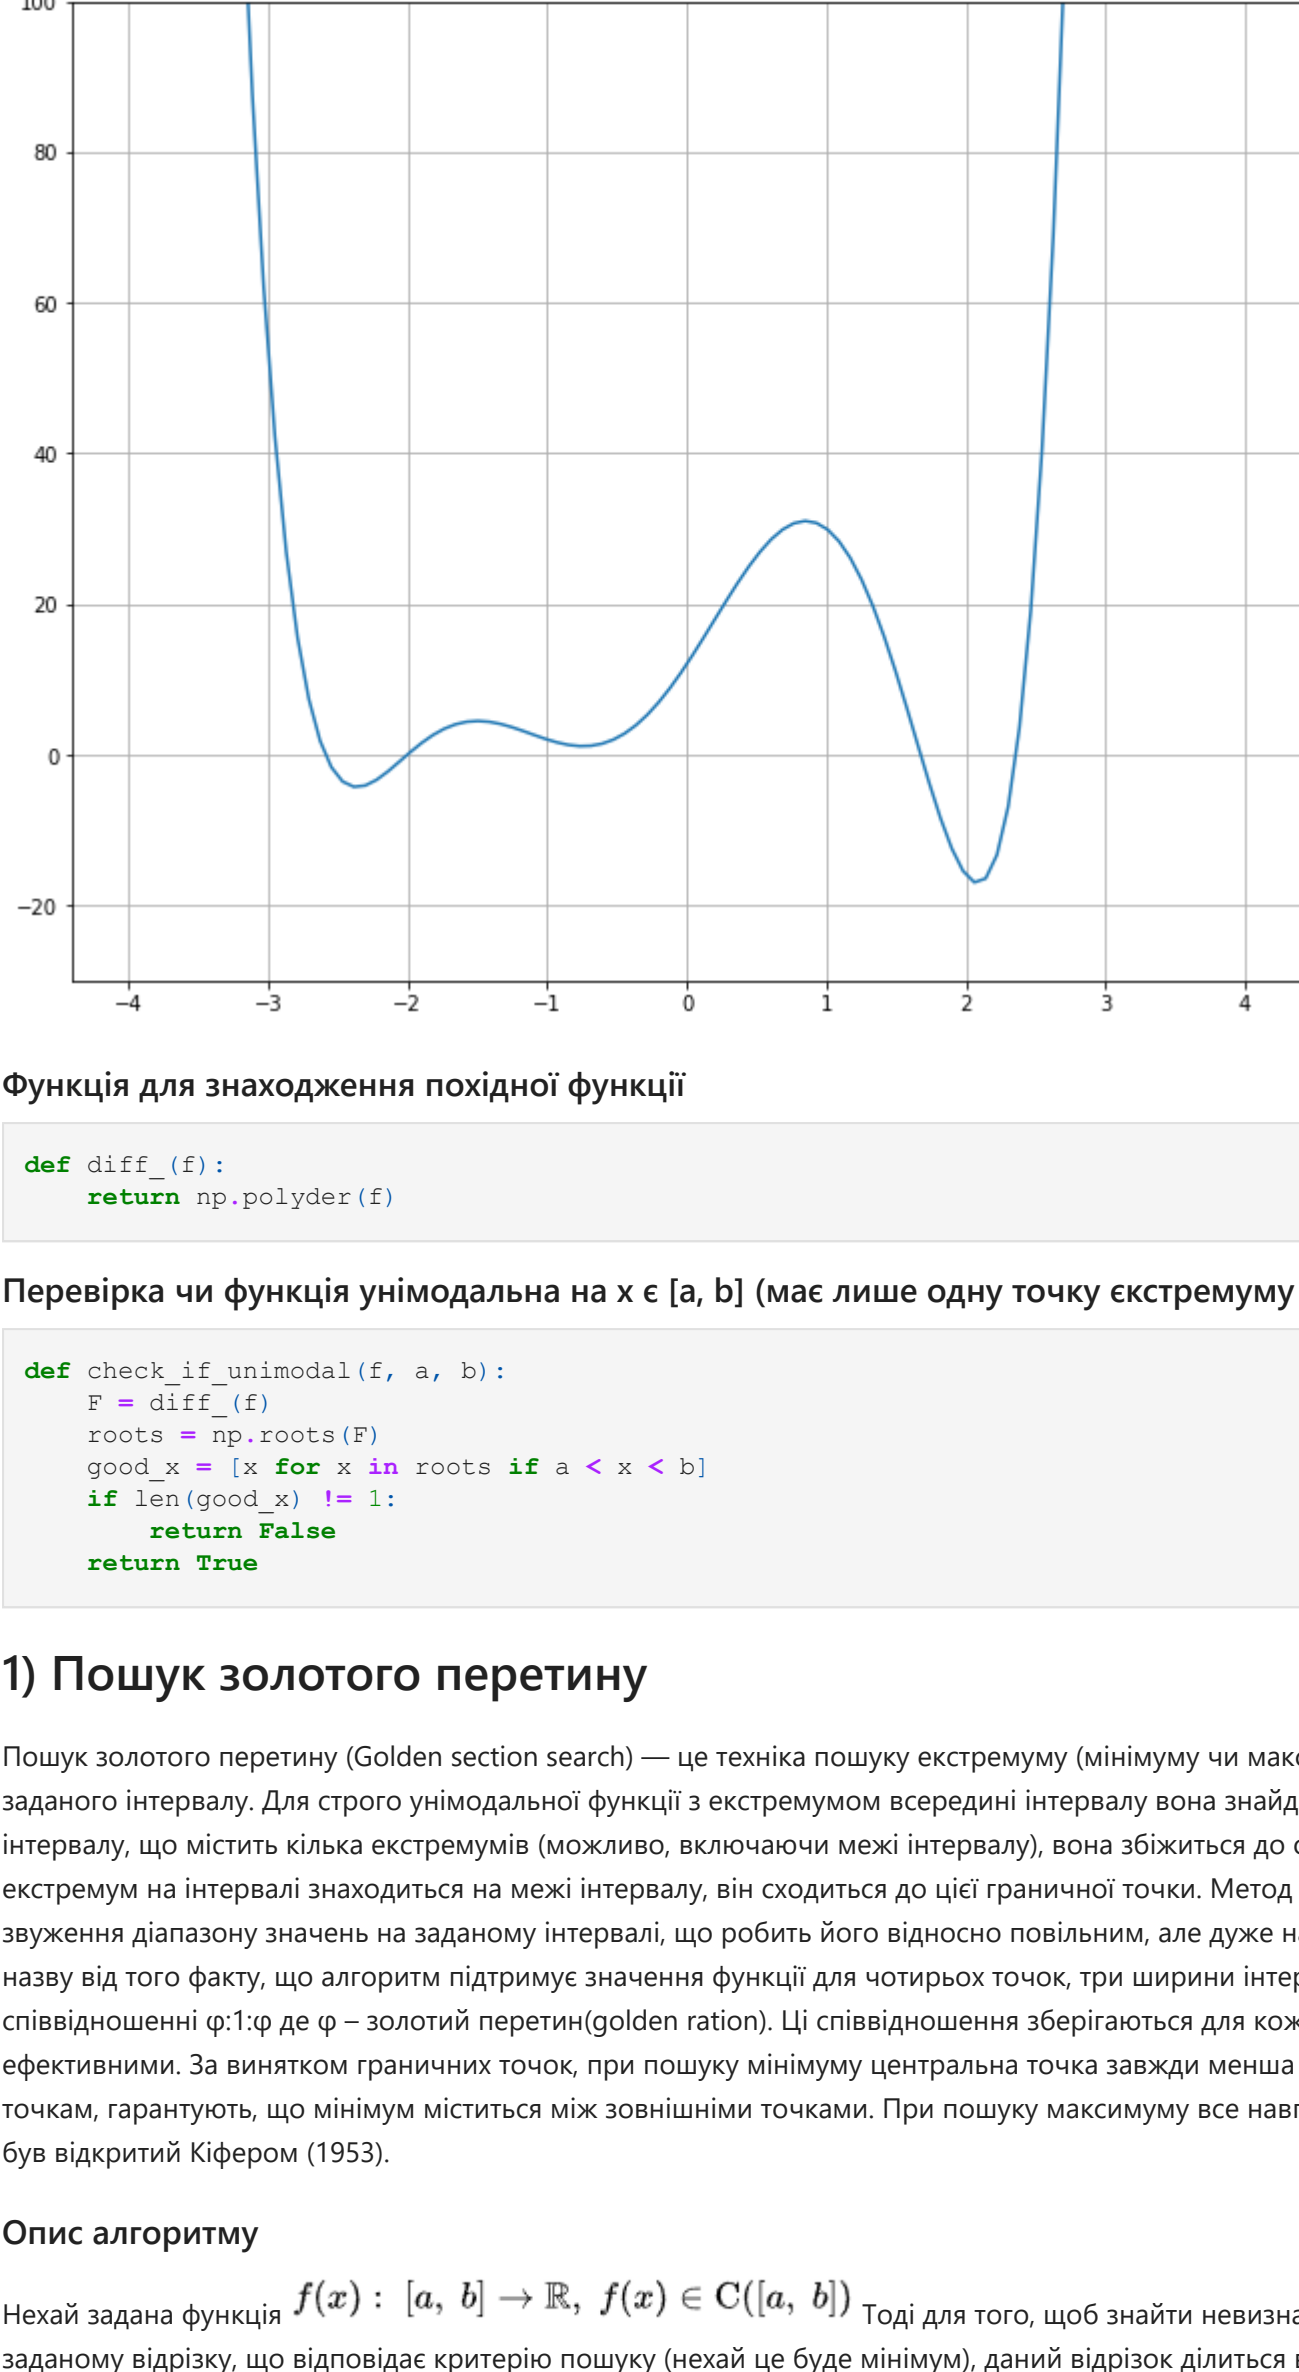 100
80
60
40
20
0
−20
−4 −3 −2 −1 0 1 2 3 4
Функція для знаходження похідної функції
def diff_(f):
    return np.polyder(f)
Перевірка чи функція унімодальна на x є [a, b] (має лише одну точку єкстремуму
def check_if_unimodal(f, a, b):
    F = diff_(f)
    roots = np.roots(F)
    good_x = [x for x in roots if a < x < b]
    if len(good_x) != 1:
        return False
    return True
1) Пошук золотого перетину
Пошук золотого перетину (Golden section search) — це техніка пошуку екстремуму (мінімуму чи
заданого інтервалу. Для строго унімодальної функції з екстремумом всередині інтервалу вона
інтервалу, що містить кілька екстремумів (можливо, включаючи межі інтервалу), вона збіжиться до
екстремум на інтервалі знаходиться на межі інтервалу, він сходиться до цієї граничної точки. Метод
звуження діапазону значень на заданому інтервалі, що робить його відносно повільним, але дуже
назву від того факту, що алгоритм підтримує значення функції для чотирьох точок, три ширини
співвідношенні φ:1:φ де φ – золотий перетин(golden ration). Ці співвідношення зберігаються для
ефективними. За винятком граничних точок, при пошуку мінімуму центральна точка завжди менша
точкам, гарантують, що мінімум міститься між зовнішніми точками. При пошуку максимуму все
був відкритий Кіфером (1953).
Опис алгоритму
Нехай задана функція f(x) : [a, b] → ℝ, f(x) ∈ C([a, b]) Тоді для того, щоб знайти
заданому відрізку, що відповідає критерію пошуку (нехай це буде мінімум), даний відрізок ділиться